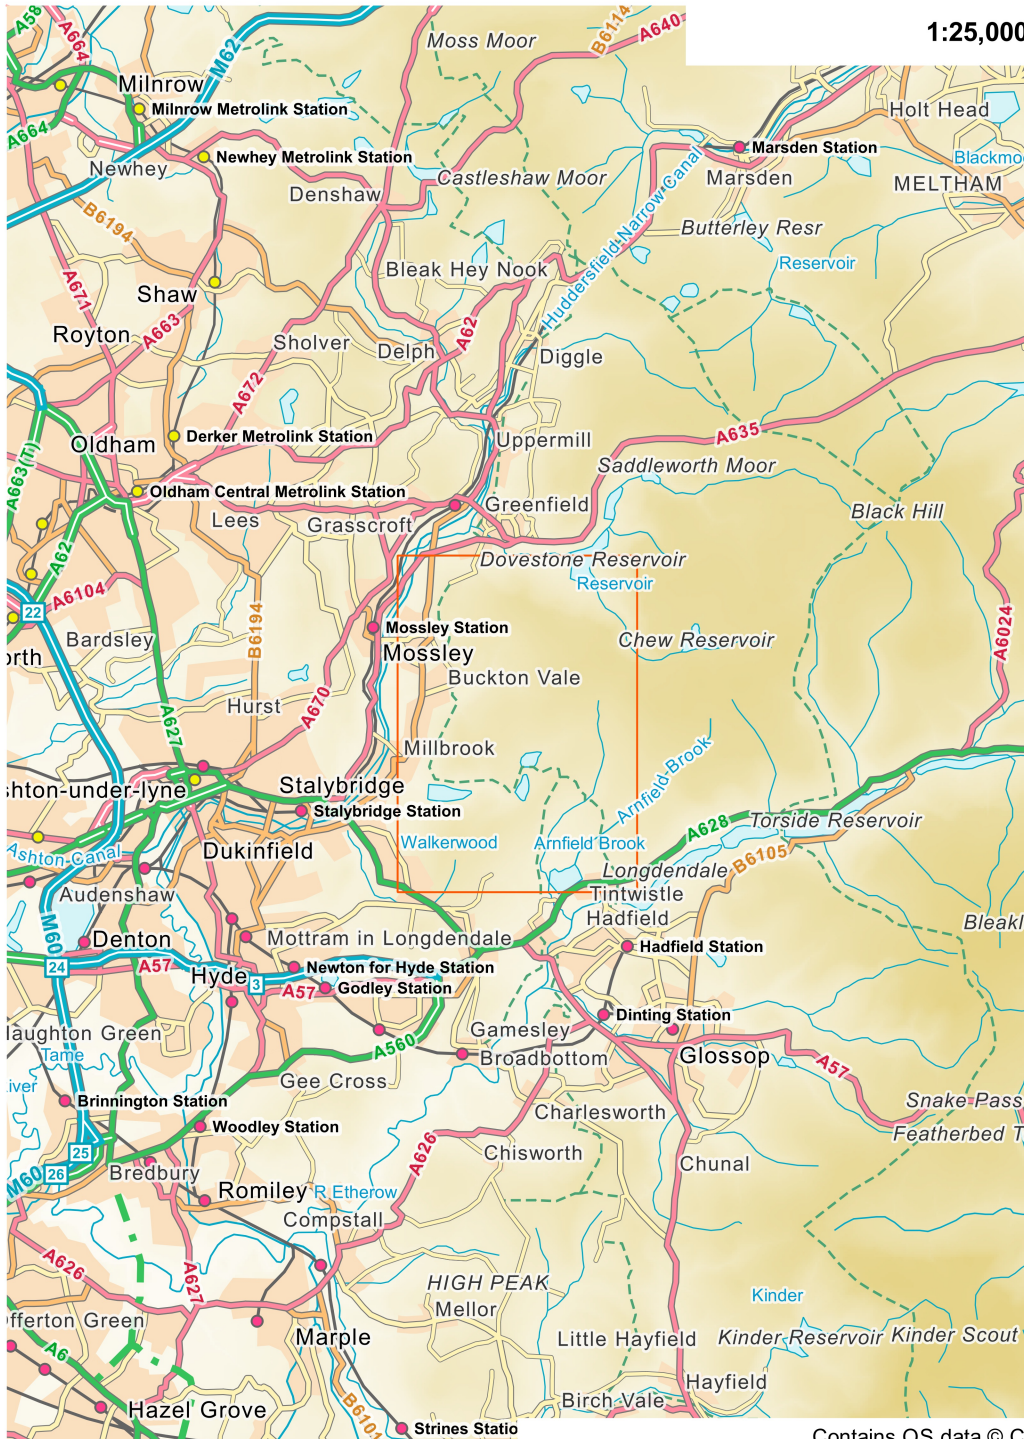 1:25,000
A58
A664
M62
Moss Moor
B6114
A640
Milnrow
Milnrow Metrolink Station
Holt Head
A664
Newhey Metrolink Station
Marsden Station
Newhey
Denshaw
Castleshaw Moor
Marsden
MELTHAM
B6194
Huddersfield-Narrow-Canal
Butterley Resr
Reservoir
Bleak Hey Nook
A671
Shaw
A663
Royton
Sholver
Delph
A62
Diggle
A672
Derker Metrolink Station
A635
Oldham
Uppermill
A663(T)
Saddleworth Moor
Oldham Central Metrolink Station
Greenfield
Lees
Grasscroft
Black Hill
A62
Dovestone Reservoir
Reservoir
A6104
22
B6194
A6024
Mossley Station
Bardsley
Chew Reservoir
Mossley
Buckton Vale
A670
Hurst
A627
Millbrook
Arnfield-Brook
Stalybridge
Stalybridge Station
A628
Torside Reservoir
Walkerwood
Arnfield Brook
Ashton Canal
Dukinfield
B6105
Longdendale
Audenshaw
Tintwistle
Hadfield
M60
Denton
Mottram in Longdendale
Hadfield Station
24
A57
Newton for Hyde Station
Hyde
3
A57
Godley Station
Dinting Station
Gamesley
A560
Broadbottom
Glossop
Tame
A57
Gee Cross
Brinnington Station
Charlesworth
Snake Pass
Woodley Station
Featherbed T
25
A626
Chisworth
Chunal
26
M60
Bredbury
Romiley
R Etherow
Compstall
A626
A627
HIGH PEAK
Kinder
Mellor
A6
Marple
Little Hayfield
Kinder Reservoir
Kinder Scout
Hayfield
Hazel Grove
B6101
Birch Vale
Strines Statio